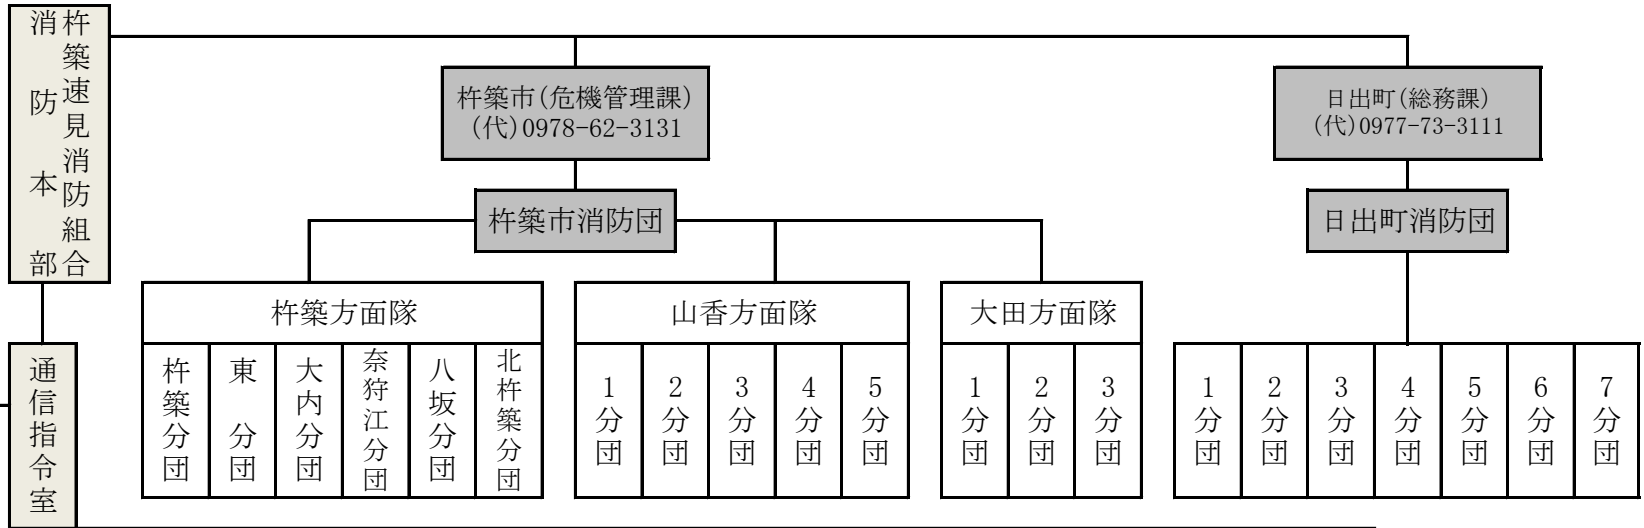 杵築速見消防組合
消防本部
杵築市(危機管理課)
(代)0978-62-3131
日出町(総務課)
(代)0977-73-3111
杵築市消防団
日出町消防団
杵築方面隊
山香方面隊
大田方面隊
通信指令室
杵築分団
東分団
大内分団
奈狩江分団
八坂分団
北杵築分団
1分団
2分団
3分団
4分団
5分団
1分団
2分団
3分団
1分団
2分団
3分団
4分団
5分団
6分団
7分団